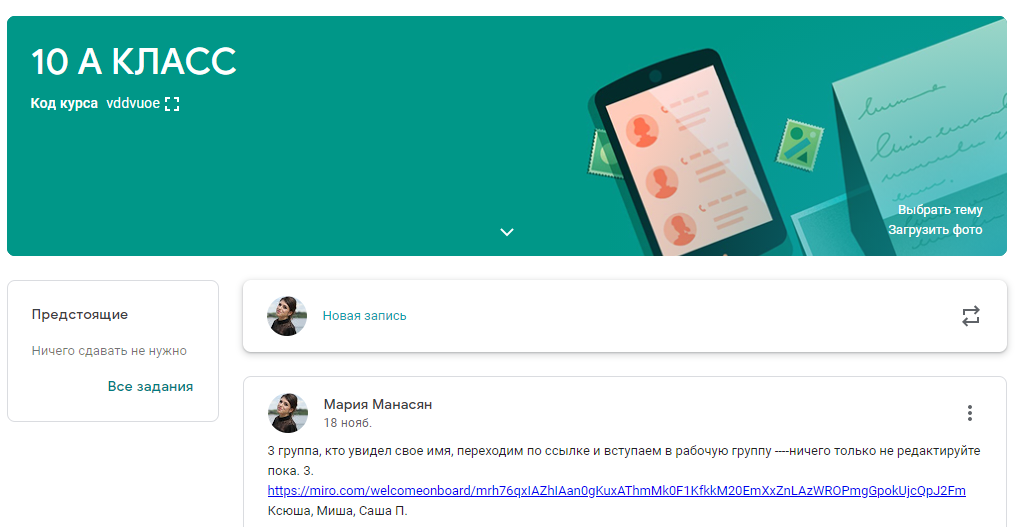 10 А КЛАСС
Код курса vddvuoe
Выбрать тему
Загрузить фото
Предстоящие
Ничего сдавать не нужно
Все задания
Новая запись
Мария Манасян
18 нояб.
3 группа, кто увидел свое имя, переходим по ссылке и вступаем в рабочую группу ----ничего только не редактируйте
пока. 3.
https://miro.com/welcomeonboard/mrh76qxIAZhIAan0gKuxAThmMk0F1KfkkM20EmXxZnLAzWROPmgGpokUjcQpJ2Fm
Ксюша, Миша, Саша П.